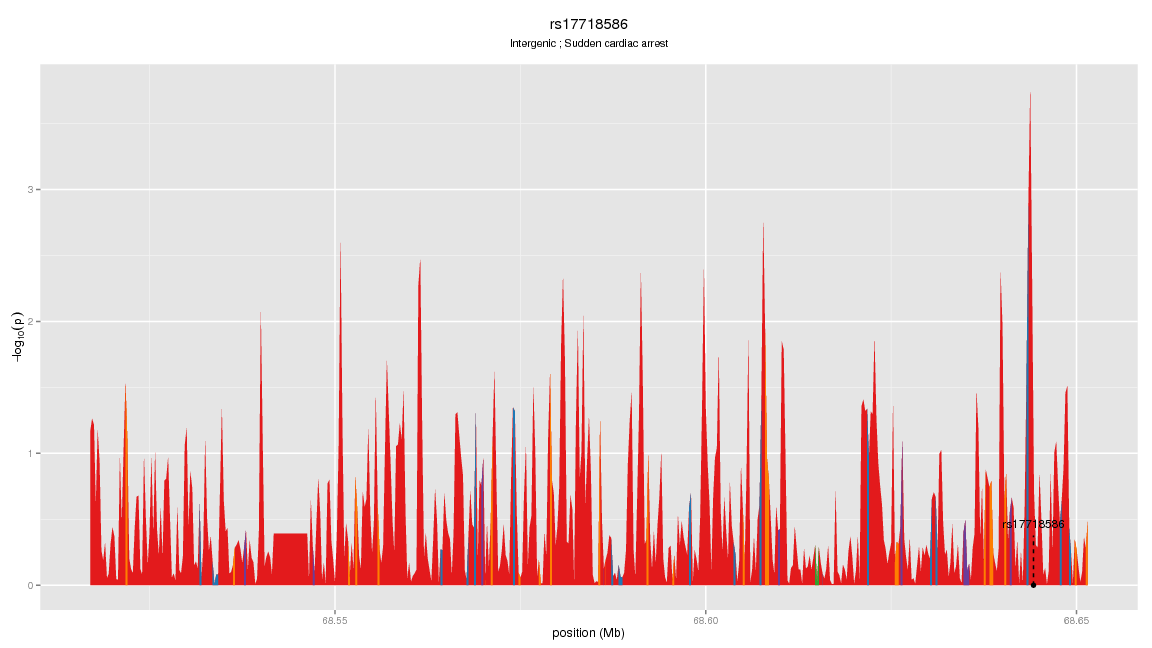 rs17718586
Intergenic ; Sudden cardiac arrest
−log₁₀(p)
3
2
1
0
rs17718586
68.55
68.60
68.65
position (Mb)